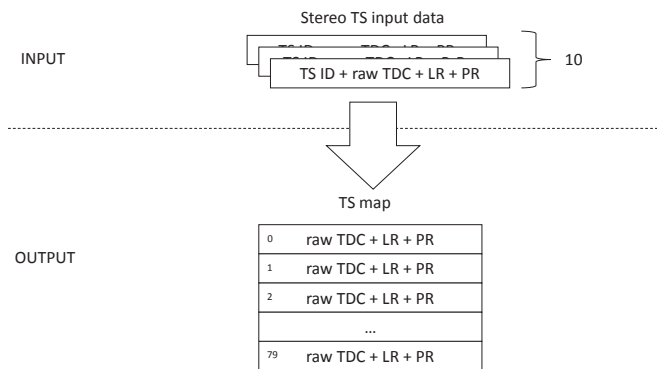 Stereo TS input data
INPUT
TS ID + raw TDC + LR + PR
10
TS map
OUTPUT
0 raw TDC + LR + PR
1 raw TDC + LR + PR
2 raw TDC + LR + PR
...
79 raw TDC + LR + PR